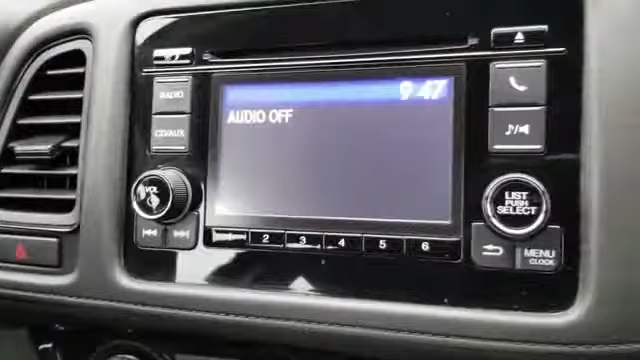 9:47
RADIO
AUDIO OFF
CD/AUX
VOL
LIST
PUSH
SELECT
2
3
4
5
6
MENU
CLOCK